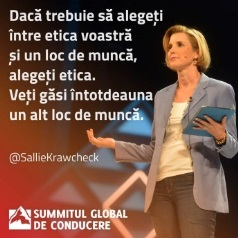 Dacă trebuie să alegeți
între etica voastră
și un loc de muncă,
alegeți etica.
Veți găsi întotdeauna
un alt loc de muncă.
@SallieKrawcheck
SUMMITUL GLOBAL
DE CONDUCERE